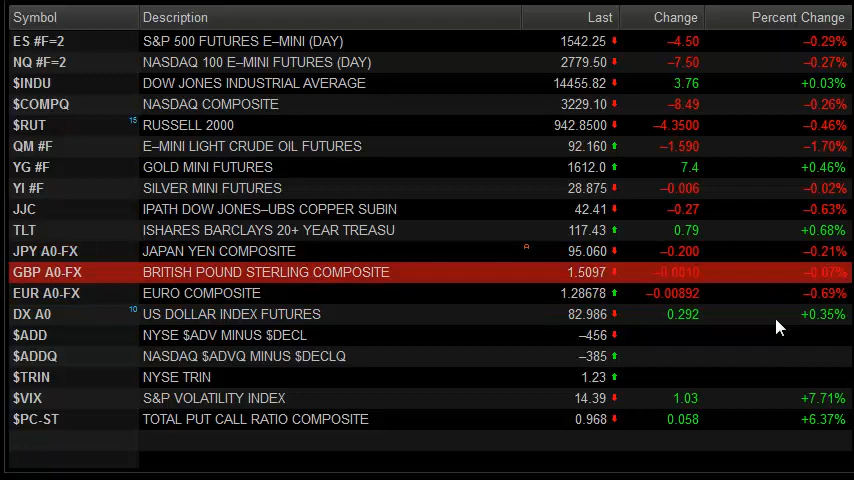 Symbol Description Last Change Percent Change
ES #F=2 S&P 500 FUTURES E–MINI (DAY) 1542.25 –4.50 –0.29%
NQ #F=2 NASDAQ 100 E–MINI FUTURES (DAY) 2779.50 –7.50 –0.27%
$INDU DOW JONES INDUSTRIAL AVERAGE 14455.82 3.76 +0.03%
$COMPQ NASDAQ COMPOSITE 3229.10 –8.49 –0.26%
$RUT 15 RUSSELL 2000 942.8500 –4.3500 –0.46%
QM #F E–MINI LIGHT CRUDE OIL FUTURES 92.160 –1.590 –1.70%
YG #F GOLD MINI FUTURES 1612.0 7.4 +0.46%
YI #F SILVER MINI FUTURES 28.875 –0.006 –0.02%
JJC IPATH DOW JONES–UBS COPPER SUBIN 42.41 –0.27 –0.63%
TLT ISHARES BARCLAYS 20+ YEAR TREASU 117.43 0.79 +0.68%
JPY A0-FX JAPAN YEN COMPOSITE A 95.060 –0.200 –0.21%
GBP A0-FX BRITISH POUND STERLING COMPOSITE 1.5097 –0.0010 –0.07%
EUR A0-FX EURO COMPOSITE 1.28678 –0.00892 –0.69%
DX A0 10 US DOLLAR INDEX FUTURES 82.986 0.292 +0.35%
$ADD NYSE $ADV MINUS $DECL –456
$ADDQ NASDAQ $ADVQ MINUS $DECLQ –385
$TRIN NYSE TRIN 1.23
$VIX S&P VOLATILITY INDEX 14.39 1.03 +7.71%
$PC-ST TOTAL PUT CALL RATIO COMPOSITE 0.968 0.058 +6.37%